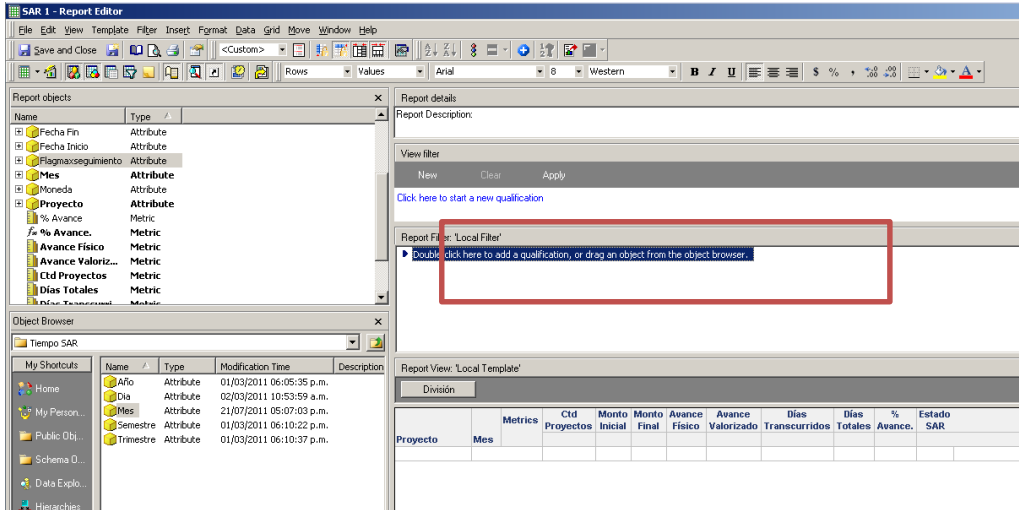 SAR 1 - Report Editor
File Edit View Template Filter Insert Format Data Grid Move Window Help
Save and Close <Custom>
Rows Values Arial 8 Western B I U $ % ,
Report objects
Name Type
Fecha Fin Attribute
Fecha Inicio Attribute
Flagmaxseguimiento Attribute
Mes Attribute
Moneda Attribute
Proyecto Attribute
% Avance Metric
fx % Avance. Metric
Avance Físico Metric
Avance Valoriz... Metric
Ctd Proyectos Metric
Días Totales Metric
Días Transcurri Metric
Object Browser
Tiempo SAR
My Shortcuts
Home
My Person...
Public Obj...
Schema O...
Data Explo...
Hierarchies
Name Type Modification Time Description
Año Attribute 01/03/2011 06:05:35 p.m.
Dia Attribute 02/03/2011 10:53:59 a.m.
Mes Attribute 21/07/2011 05:07:03 p.m.
Semestre Attribute 01/03/2011 06:10:22 p.m.
Trimestre Attribute 01/03/2011 06:10:37 p.m.
Report details
Report Description:
View filter
New Clear Apply
Click here to start a new qualification
Report Filter: 'Local Filter'
Double click here to add a qualification, or drag an object from the object browser.
Report View: 'Local Template'
División
Proyecto Mes Metrics Ctd Proyectos Monto Inicial Monto Final Avance Físico Avance Valorizado Días Transcurridos Días Totales % Avance. Estado SAR